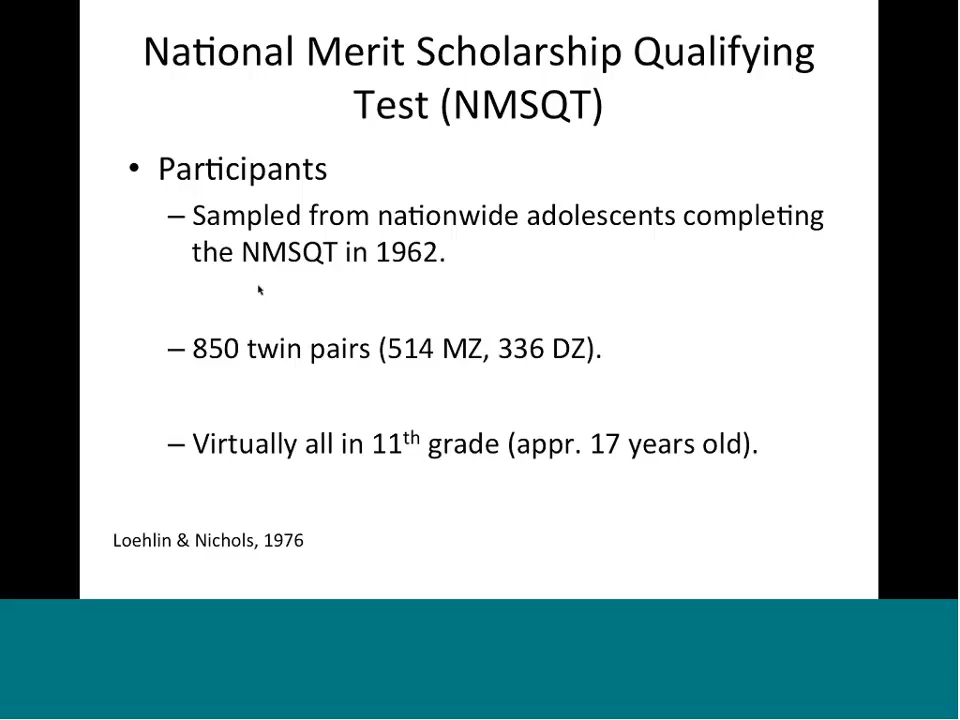 National Merit Scholarship Qualifying
Test (NMSQT)
• Participants
– Sampled from nationwide adolescents completing
the NMSQT in 1962.
– 850 twin pairs (514 MZ, 336 DZ).
– Virtually all in 11th grade (appr. 17 years old).
Loehlin & Nichols, 1976